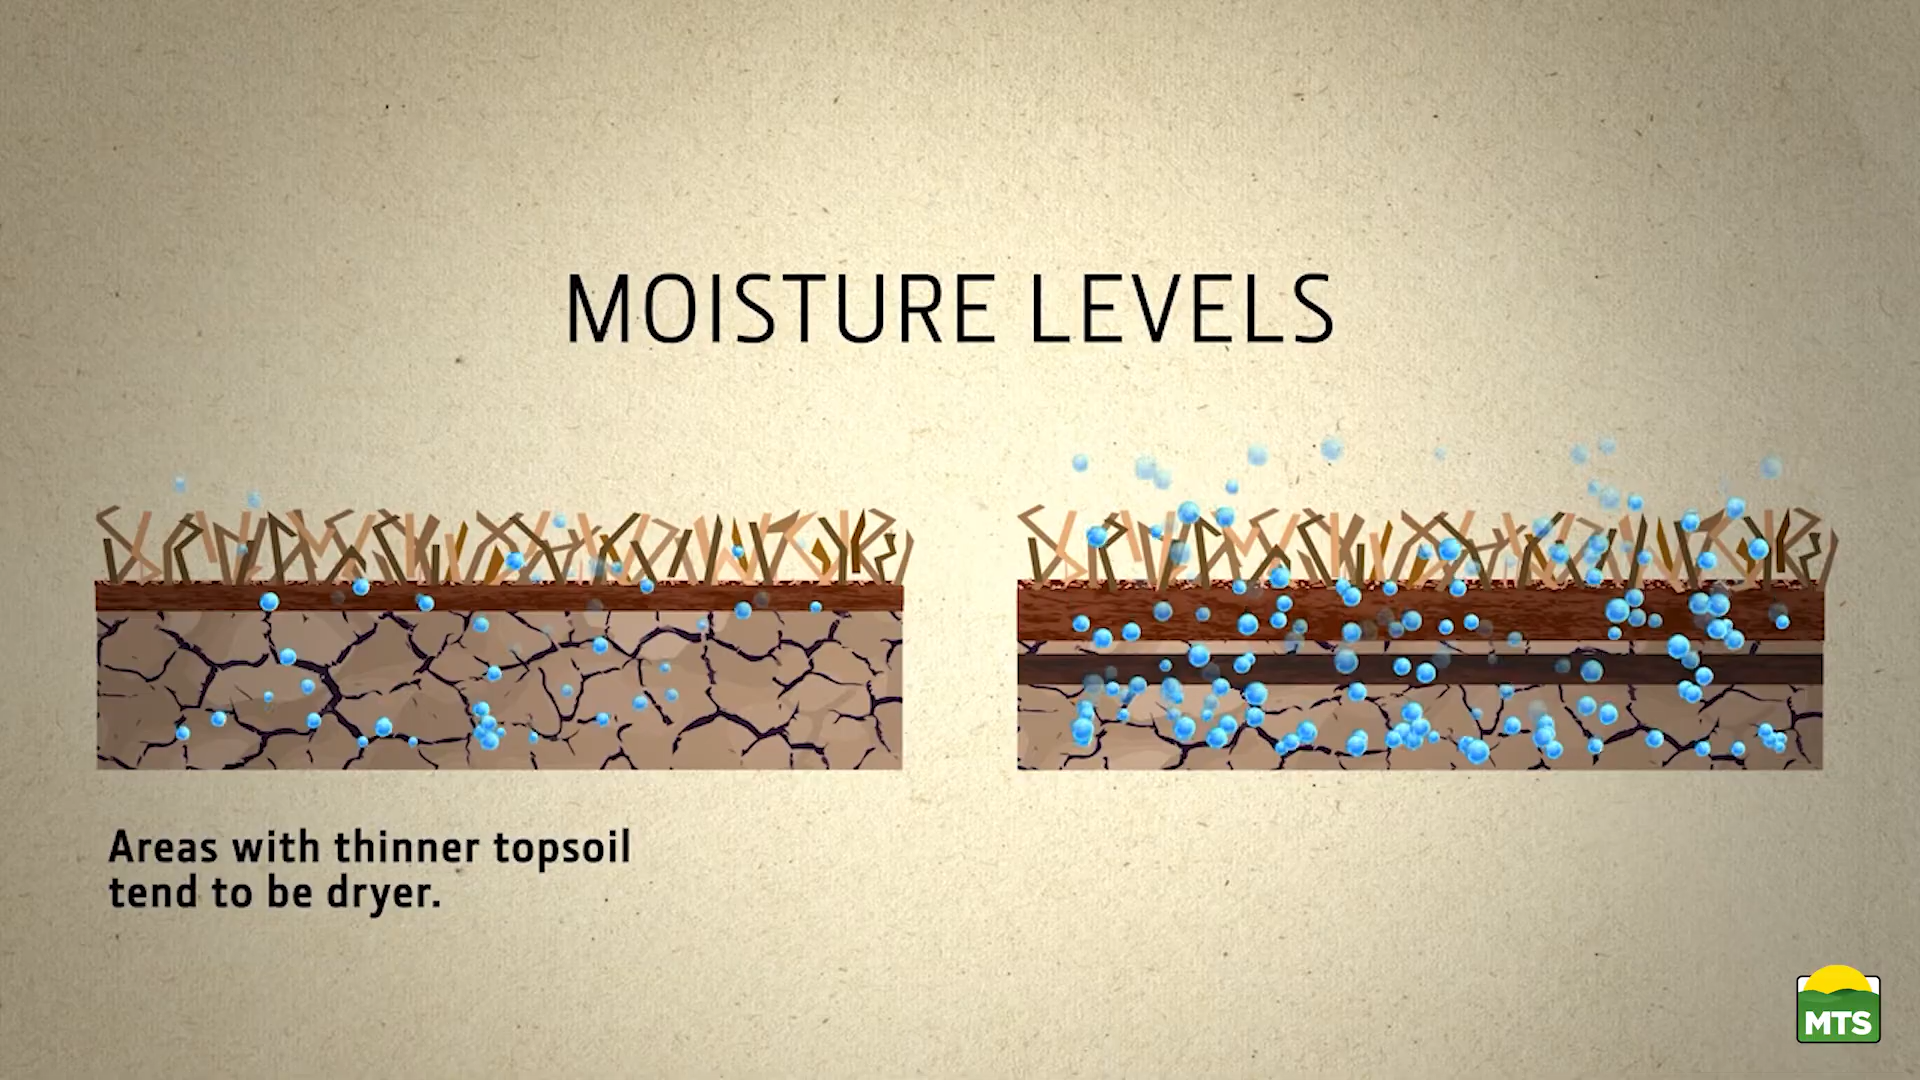 MOISTURE LEVELS
Areas with thinner topsoil
tend to be dryer.
MTS